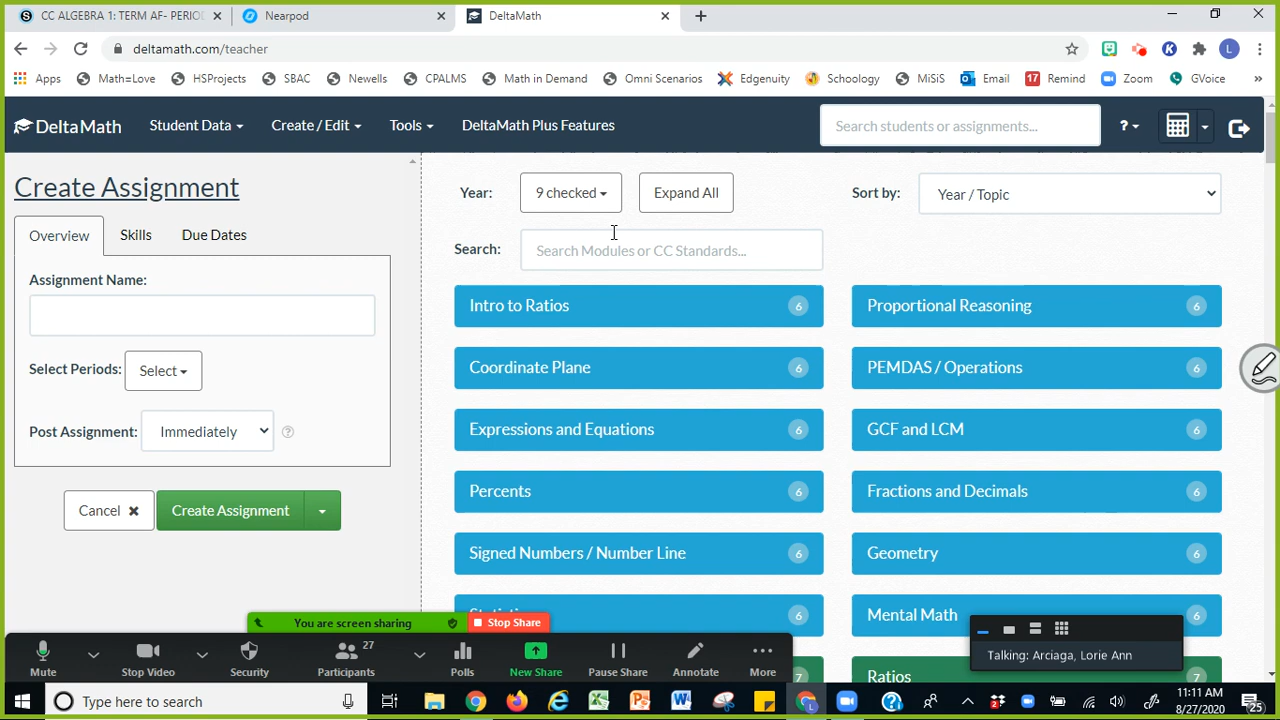 CC ALGEBRA 1: TERM AF- PERIOD
Nearpod
DeltaMath
deltamath.com/teacher
Apps Math=Love HSProjects SBAC Newells CPALMS Math in Demand Omni Scenarios Edgenuity Schoology MiSiS Email Remind Zoom GVoice »
DeltaMath Student Data Create / Edit Tools DeltaMath Plus Features Search students or assignments... ?
Create Assignment
Overview Skills Due Dates
Assignment Name:
Select Periods: Select
Post Assignment: Immediately ?
Cancel Create Assignment
Year: 9 checked Expand All Sort by: Year / Topic
Search: Search Modules or CC Standards...
Intro to Ratios 6 Proportional Reasoning 6
Coordinate Plane 6 PEMDAS / Operations 6
Expressions and Equations 6 GCF and LCM 6
Percents 6 Fractions and Decimals 6
Signed Numbers / Number Line 6 Geometry 6
6 Mental Math 6
7 Ratios 7
You are screen sharing Stop Share
27
Mute Stop Video Security Participants Polls New Share Pause Share Annotate More
Talking: Arciaga, Lorie Ann
Type here to search
11:11 AM
8/27/2020
25